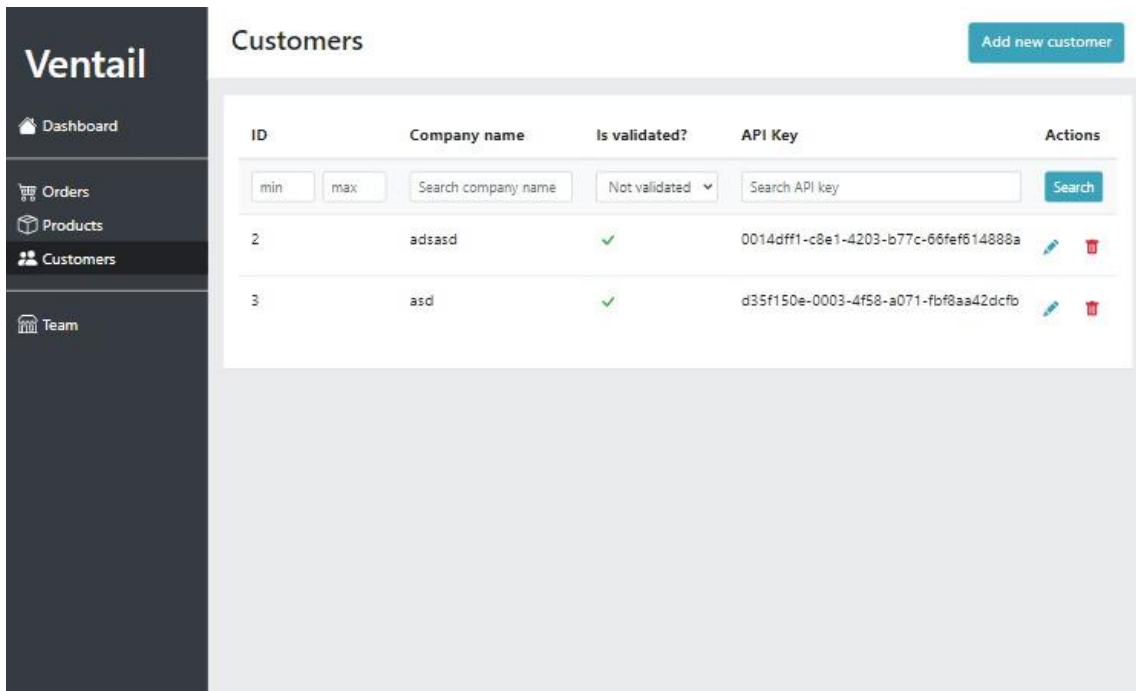 Ventail
Dashboard
Orders
Products
Customers
Team
Customers
Add new customer
ID Company name Is validated? API Key Actions
min max Search company name Not validated Search API key Search
2 adsasd 0014dff1-c8e1-4203-b77c-66fef614888a
3 asd d35f150e-0003-4f58-a071-fbf8aa42dcfb